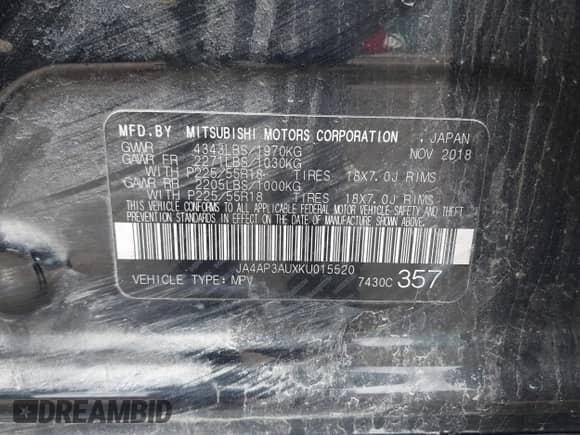 MFD.BY MITSUBISHI MOTORS CORPORATION , JAPAN
GVWR 4343LBS/1970KG NOV 2018
GAWR FR 2271LBS/1030KG
WITH P225/55R18 TIRES 18X7.0J RIMS
GAWR RR 2205LBS/1000KG
WITH P225/55R18 TIRES 18X7.0J RIMS
THIS VEHICLE CONFORMS TO ALL APPLICABLE FEDERAL MOTOR VEHICLE SAFETY AND THEFT
PREVENTION STANDARDS IN EFFECT ON THE DATE OF MANUFACTURE SHOWN ABOVE.
JA4AP3AUXKU015520
VEHICLE TYPE: MPV 7430C 357
DREAMBID